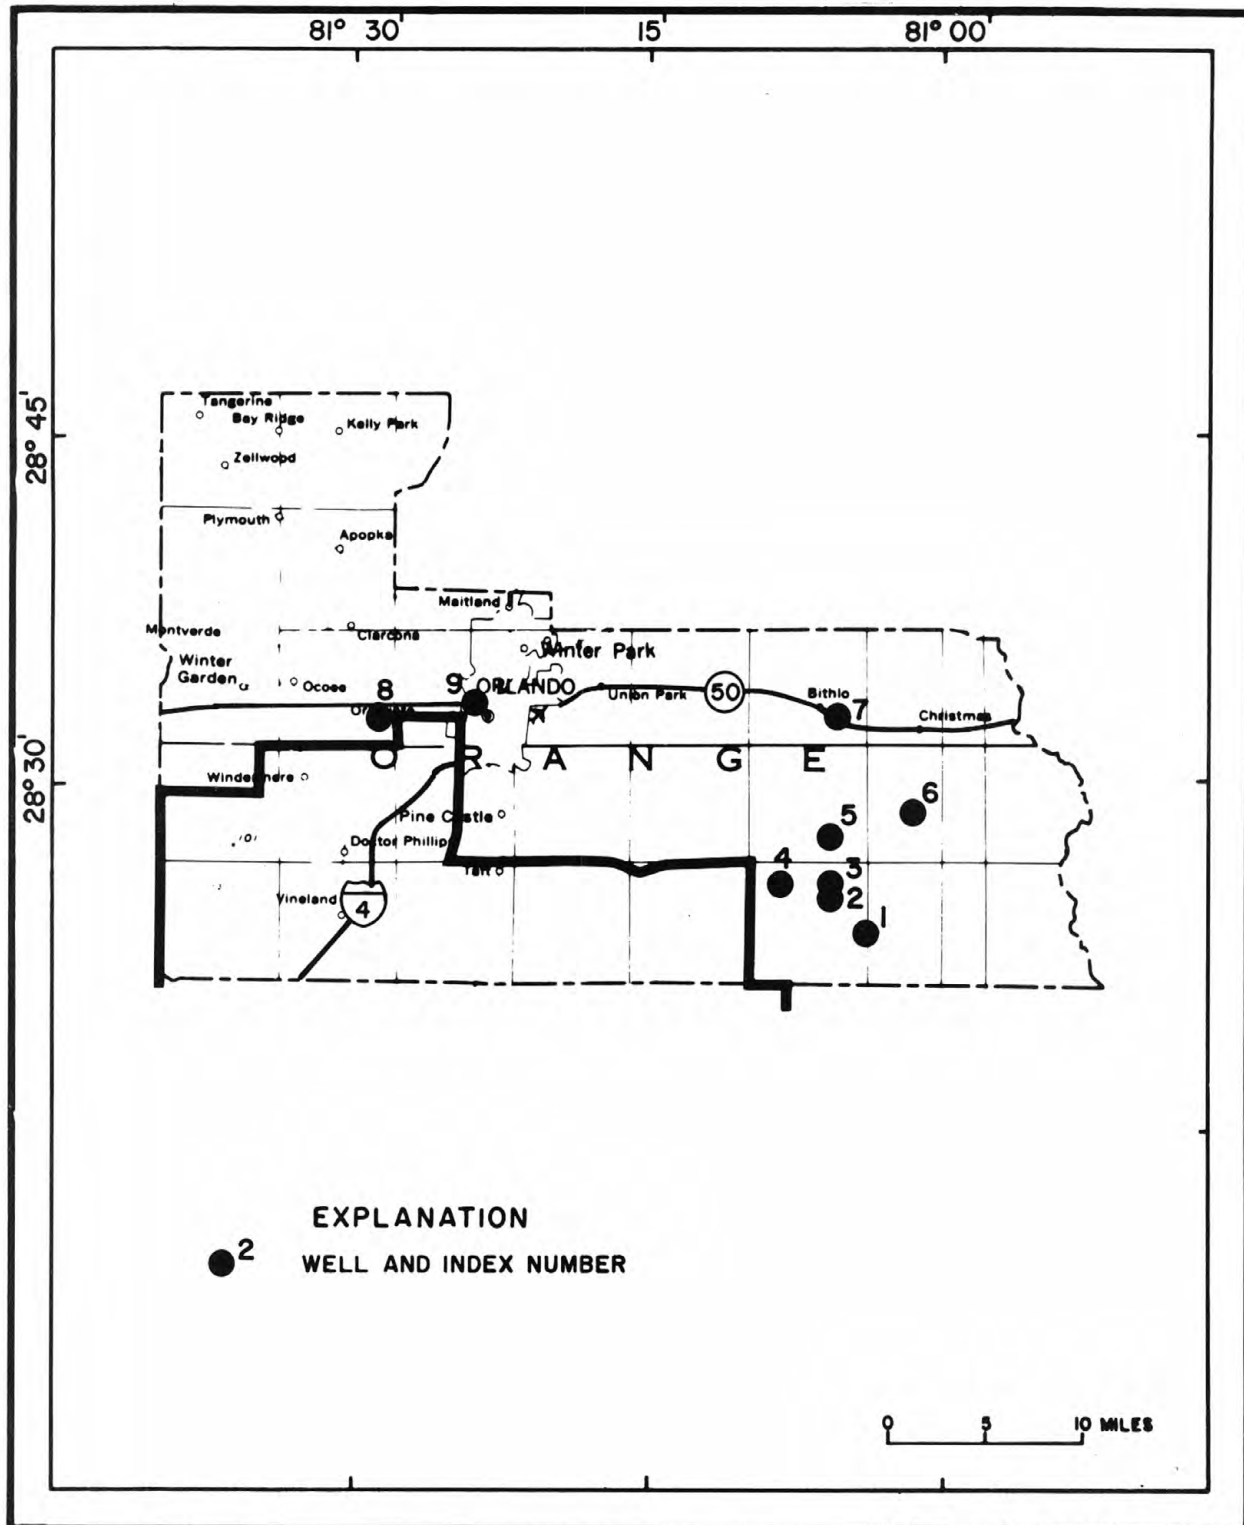 81° 30' 15' 81° 00'
28° 45'
28° 30'
Tangerine
Bay Ridge
Kelly Park
Zellwood
Plymouth
Apopka
Maitland
Montverde
Clarcona
Winter Park
Winter
Garden
Ocoee
8
9
ORLANDO
Union Park
50
Bithlo
7
Christmas
O R A N G E
Windermere
6
Pine Castle
5
Doctor Phillips
4
3
Taft
2
Vineland
4
1
EXPLANATION
2 WELL AND INDEX NUMBER
0 5 10 MILES